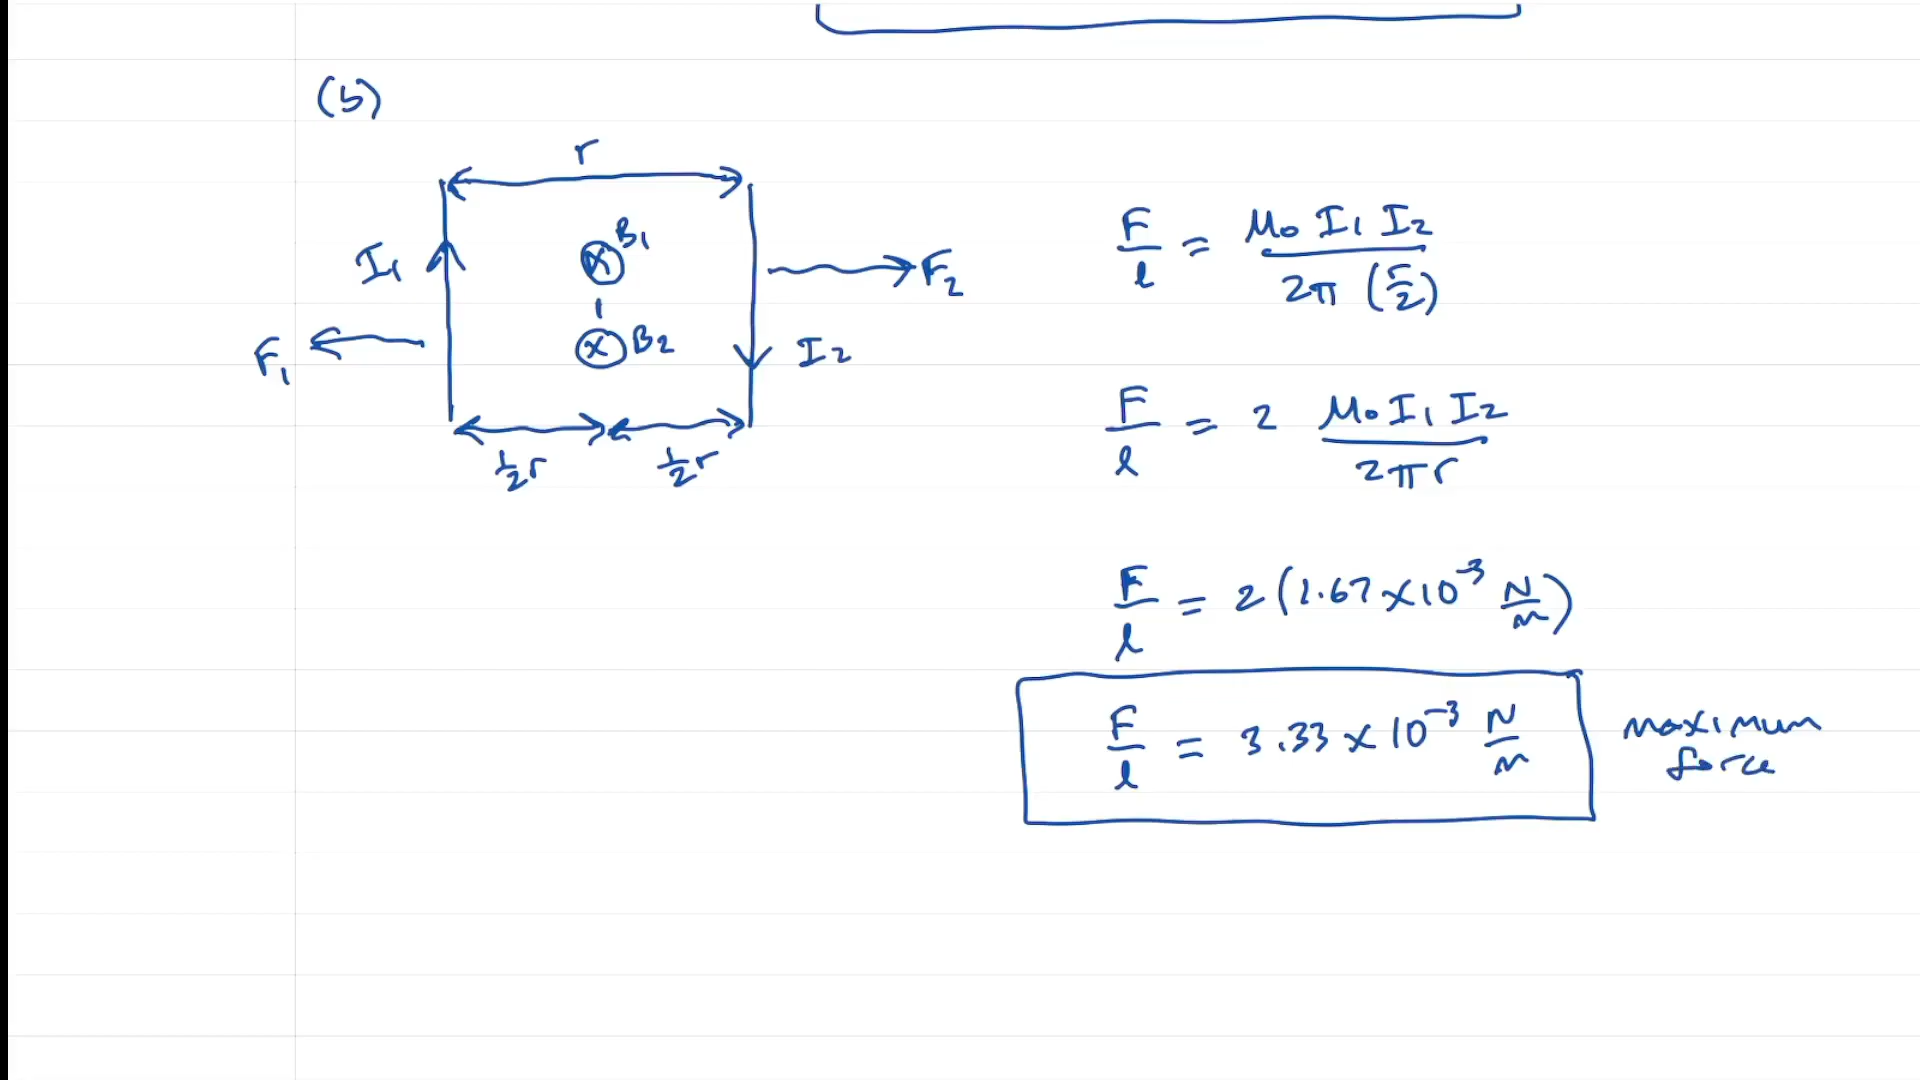 (b)
r
B₁
I₁
F₂
F₁
B₂
I₂
½r ½r
F/l = μ₀ I₁ I₂ / 2π (r/2)
F/l = 2 μ₀ I₁ I₂ / 2πr
F/l = 2 (1.67 × 10⁻³ N/m)
F/l = 3.33 × 10⁻³ N/m
maximum
force